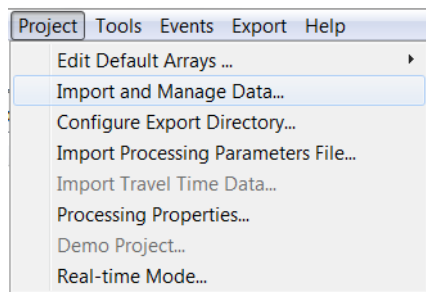 Project Tools Events Export Help
Edit Default Arrays ...
Import and Manage Data...
Configure Export Directory...
Import Processing Parameters File...
Import Travel Time Data...
Processing Properties...
Demo Project...
Real-time Mode...